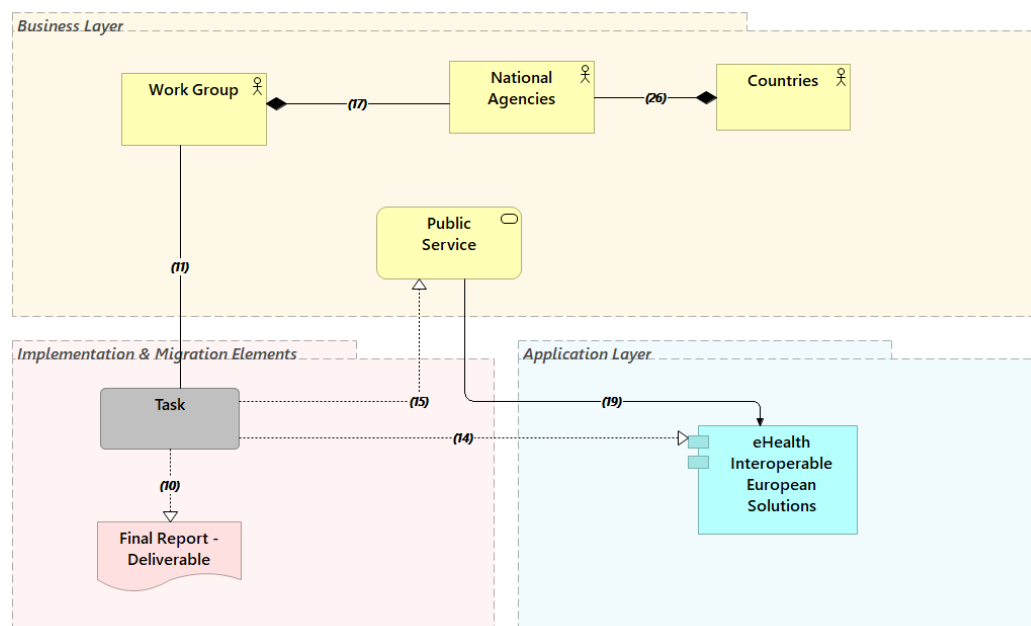 Business Layer
Work Group
(17)
National
Agencies
(26)
Countries
Public
Service
(11)
Implementation & Migration Elements
Application Layer
Task
(15)
(19)
(14)
eHealth
Interoperable
European
Solutions
(10)
Final Report -
Deliverable